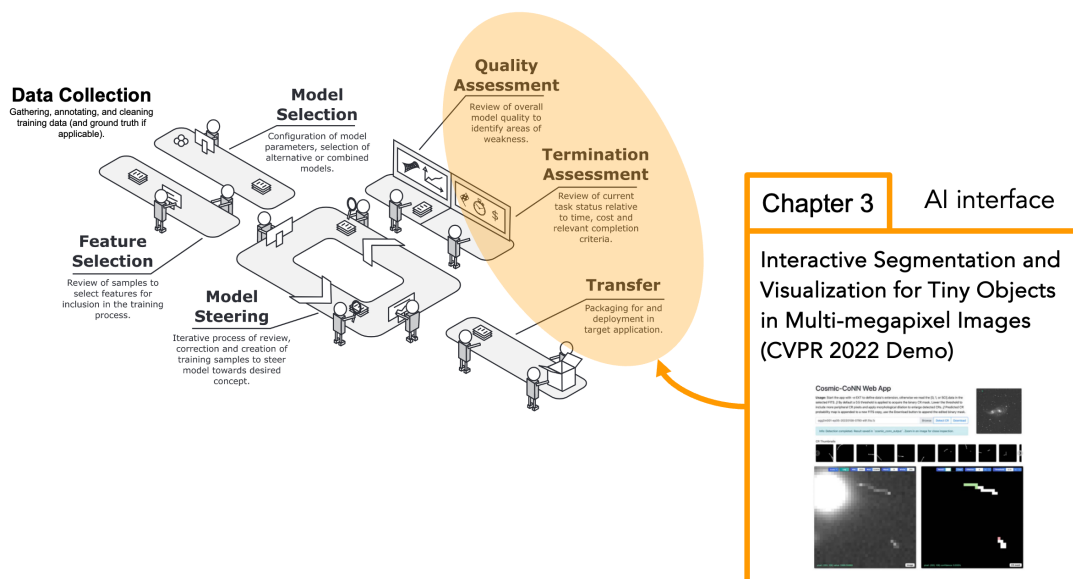 Data Collection
Gathering, annotating, and cleaning
training data (and ground truth if
applicable).
Model
Selection
Configuration of model
parameters, selection of
alternative or combined
models.
Quality
Assessment
Review of overall
model quality to
identify areas of
weakness.
Termination
Assessment
Review of current
task status relative
to time, cost and
relevant completion
criteria.
Feature
Selection
Review of samples to
select features for
inclusion in the training
process.
Model
Steering
Iterative process of review,
correction and creation of
training samples to steer
model towards desired
concept.
Transfer
Packaging for and
deployment in
target application.
$
Chapter 3
AI interface
Interactive Segmentation and
Visualization for Tiny Objects
in Multi-megapixel Images
(CVPR 2022 Demo)
Cosmic-CoNN Web App